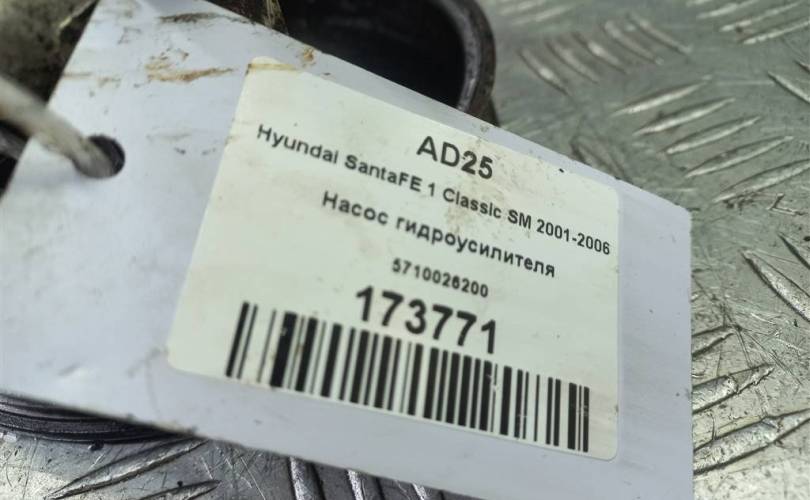 AD25
Hyundai SantaFE 1 Classic SM 2001-2006
Насос гидроусилителя
5710026200
173771